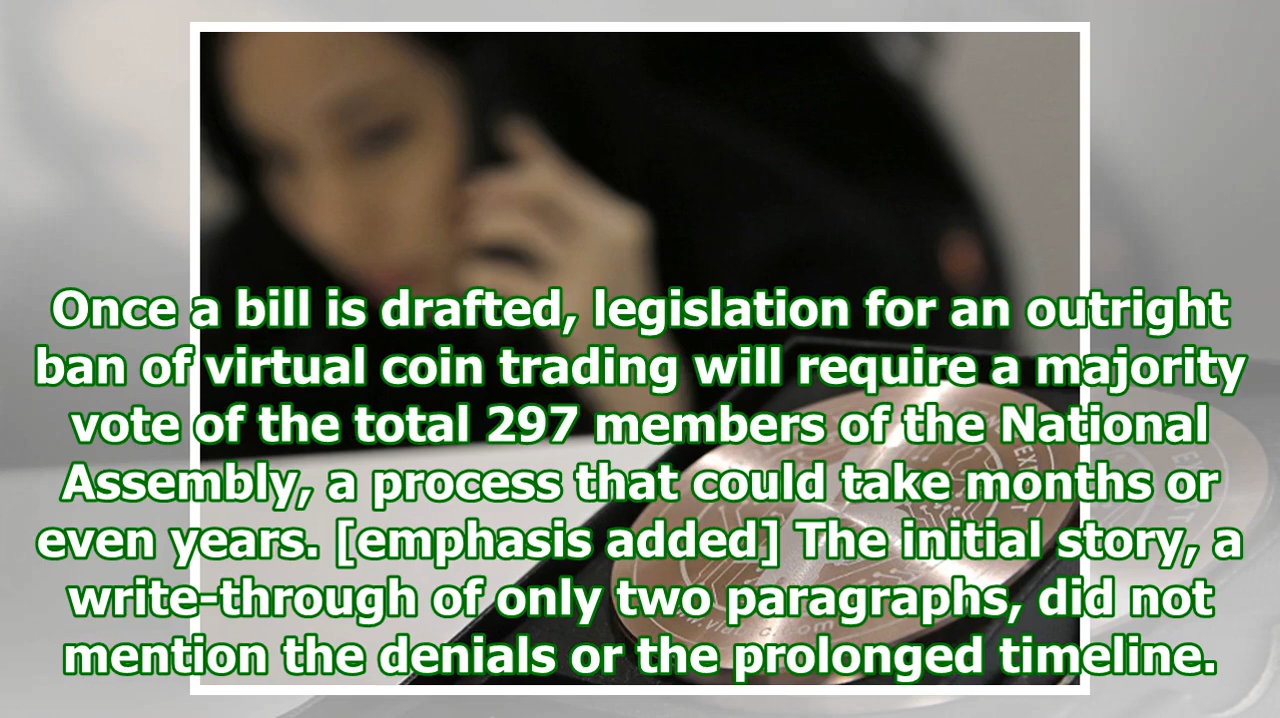 Once a bill is drafted, legislation for an outright
ban of virtual coin trading will require a majority
vote of the total 297 members of the National
Assembly, a process that could take months or
even years. [emphasis added] The initial story, a
write-through of only two paragraphs, did not
mention the denials or the prolonged timeline.